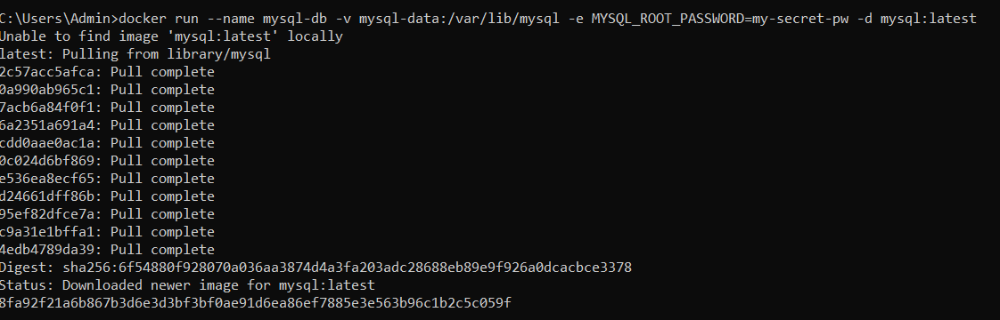 C:\Users\Admin>docker run --name mysql-db -v mysql-data:/var/lib/mysql -e MYSQL_ROOT_PASSWORD=my-secret-pw -d mysql:latest
Unable to find image 'mysql:latest' locally
latest: Pulling from library/mysql
2c57acc5afca: Pull complete
0a990ab965c1: Pull complete
7acb6a84f0f1: Pull complete
6a2351a691a4: Pull complete
cdd0aae0ac1a: Pull complete
0c024d6bf869: Pull complete
e536ea8ecf65: Pull complete
d24661dff86b: Pull complete
95ef82dfce7a: Pull complete
c9a31e1bffa1: Pull complete
4edb4789da39: Pull complete
Digest: sha256:6f54880f928070a036aa3874d4a3fa203adc28688eb89e9f926a0dcacbce3378
Status: Downloaded newer image for mysql:latest
8fa92f21a6b867b3d6e3d3bf3bf0ae91d6ea86ef7885e3e563b96c1b2c5c059f